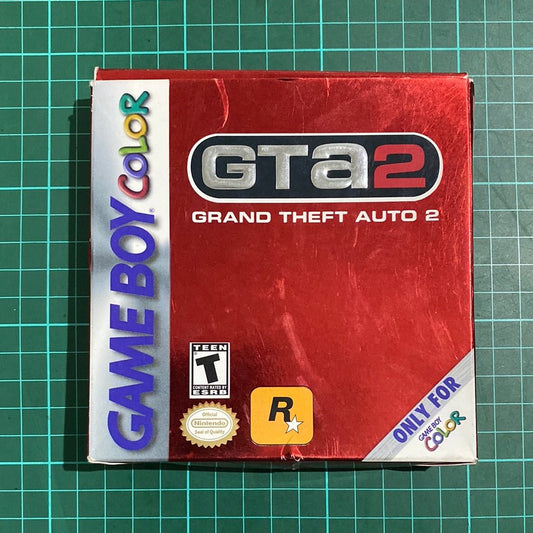 GAME BOY COLOR
GTa2
GRAND THEFT AUTO 2
TEEN
T
CONTENT RATED BY
ESRB
Official
Nintendo
Seal of Quality
R
ONLY FOR
GAME BOY
COLOR